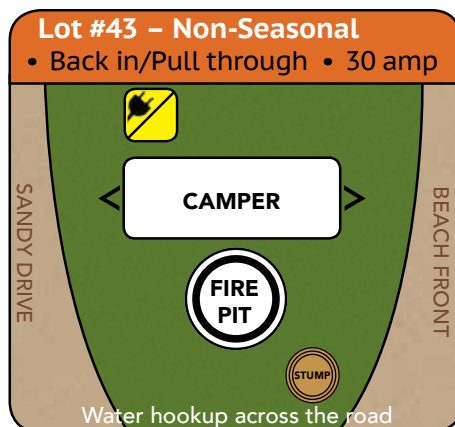 Lot #43 – Non-Seasonal
• Back in/Pull through • 30 amp
SANDY DRIVE
CAMPER
BEACH FRONT
FIRE
PIT
STUMP
Water hookup across the road